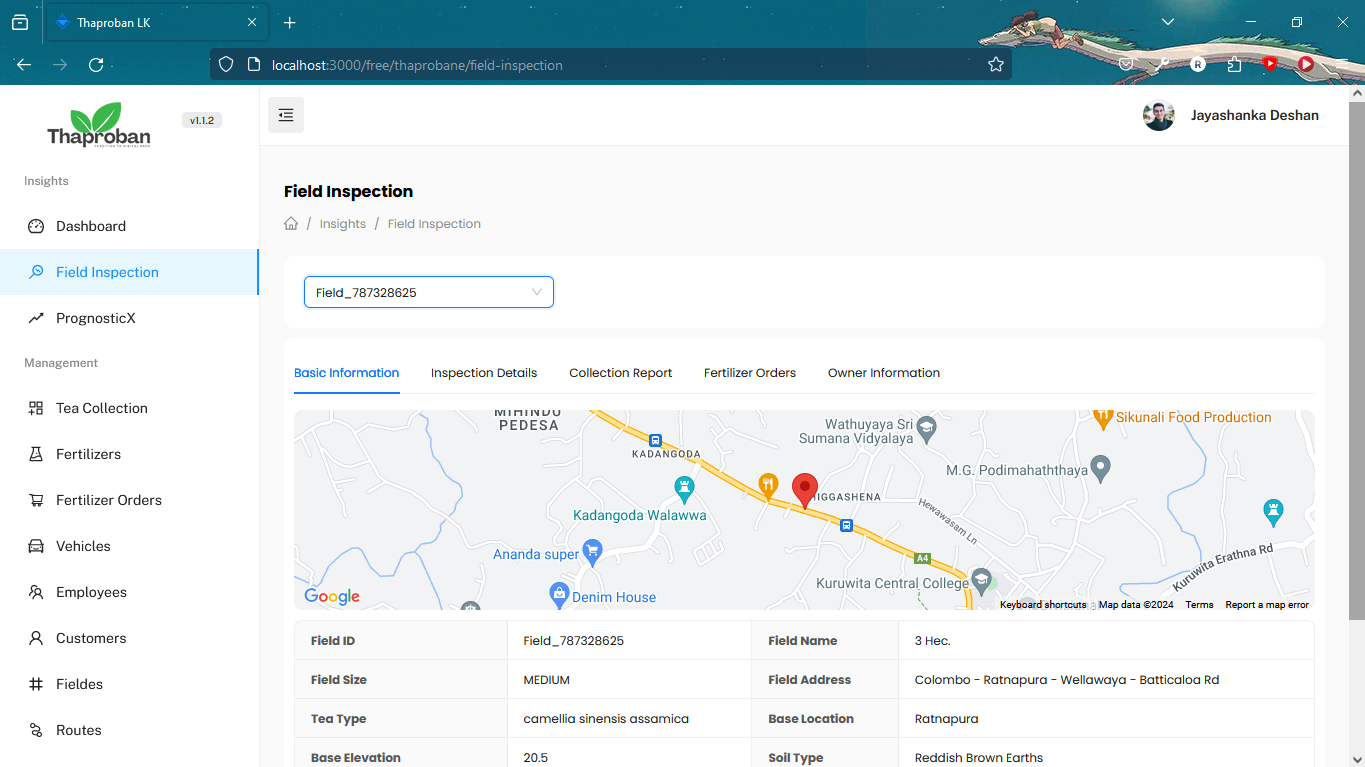 Thaproban LK
localhost:3000/free/thaprobane/field-inspection
R
Thaproban
v1.1.2
Jayashanka Deshan
Insights
Dashboard
Field Inspection
PrognosticX
Management
Tea Collection
Fertilizers
Fertilizer Orders
Vehicles
Employees
Customers
Fieldes
Routes
Field Inspection
/ Insights / Field Inspection
Field_787328625
Basic Information Inspection Details Collection Report Fertilizer Orders Owner Information
MIHINDU
PEDESA
KADANGODA
Wathuyaya Sri
Sumana Vidyalaya
Sikunali Food Production
M.G. Podimahaththaya
Kadangoda Walawwa
HIGGASHENA
Hewawasam Ln
Ananda super
A4
Kuruwita Erathna Rd
Kuruwita Central College
Denim House
Google
Keyboard shortcuts Map data ©2024 Terms Report a map error
Field ID Field_787328625 Field Name 3 Hec.
Field Size MEDIUM Field Address Colombo - Ratnapura - Wellawaya - Batticaloa Rd
Tea Type camellia sinensis assamica Base Location Ratnapura
Base Elevation 20.5 Soil Type Reddish Brown Earths